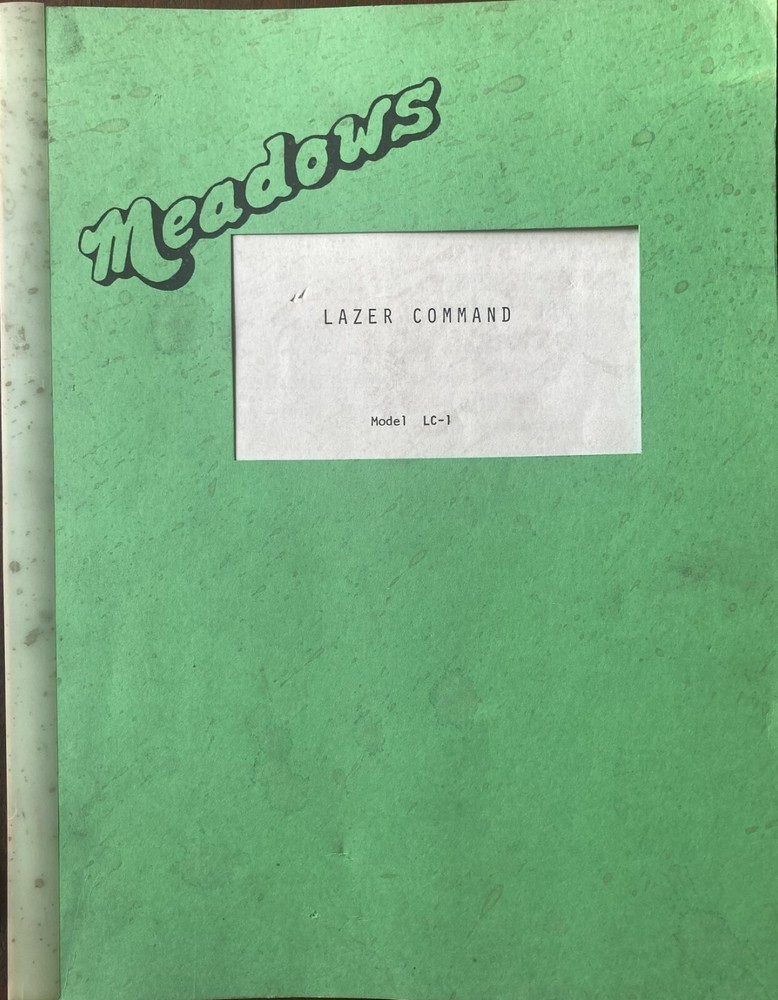 Meadows
LAZER COMMAND
Model LC-1